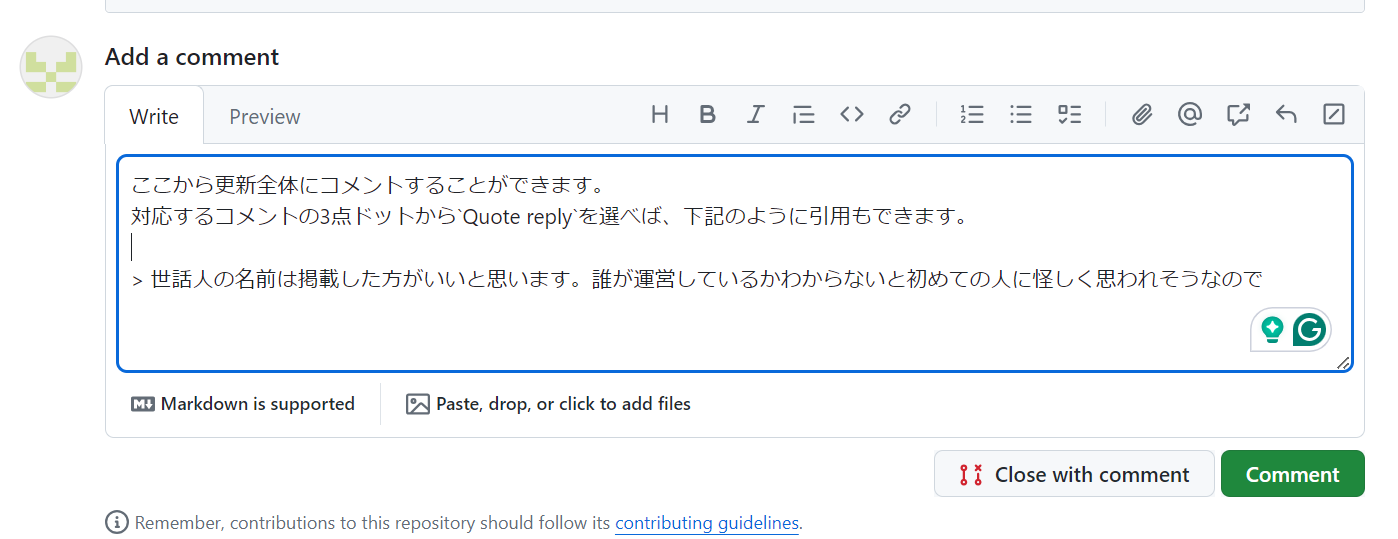 Add a comment
Write Preview
ここから更新全体にコメントすることができます。
対応するコメントの3点ドットから`Quote reply`を選べば、下記のように引用もできます。
> 世話人の名前は掲載した方がいいと思います。誰が運営しているかわからないと初めての人に怪しく思われそうなので
Markdown is supported Paste, drop, or click to add files
Close with comment Comment
Remember, contributions to this repository should follow its contributing guidelines.